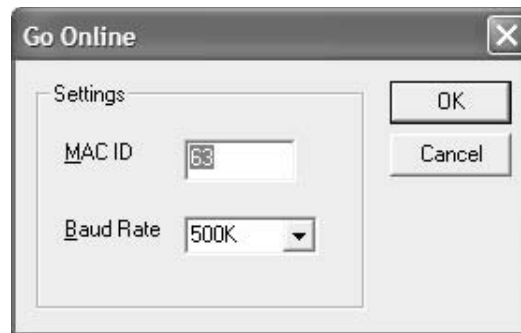 Go Online
Settings
MAC ID 63
Baud Rate 500K
OK
Cancel